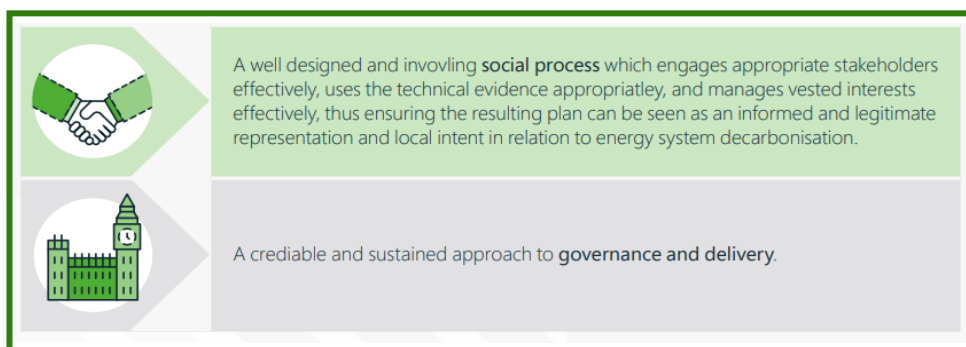 A well designed and invovling social process which engages appropriate stakeholders
effectively, uses the technical evidence appropriatley, and manages vested interests
effectively, thus ensuring the resulting plan can be seen as an informed and legitimate
representation and local intent in relation to energy system decarbonisation.
A crediable and sustained approach to governance and delivery.